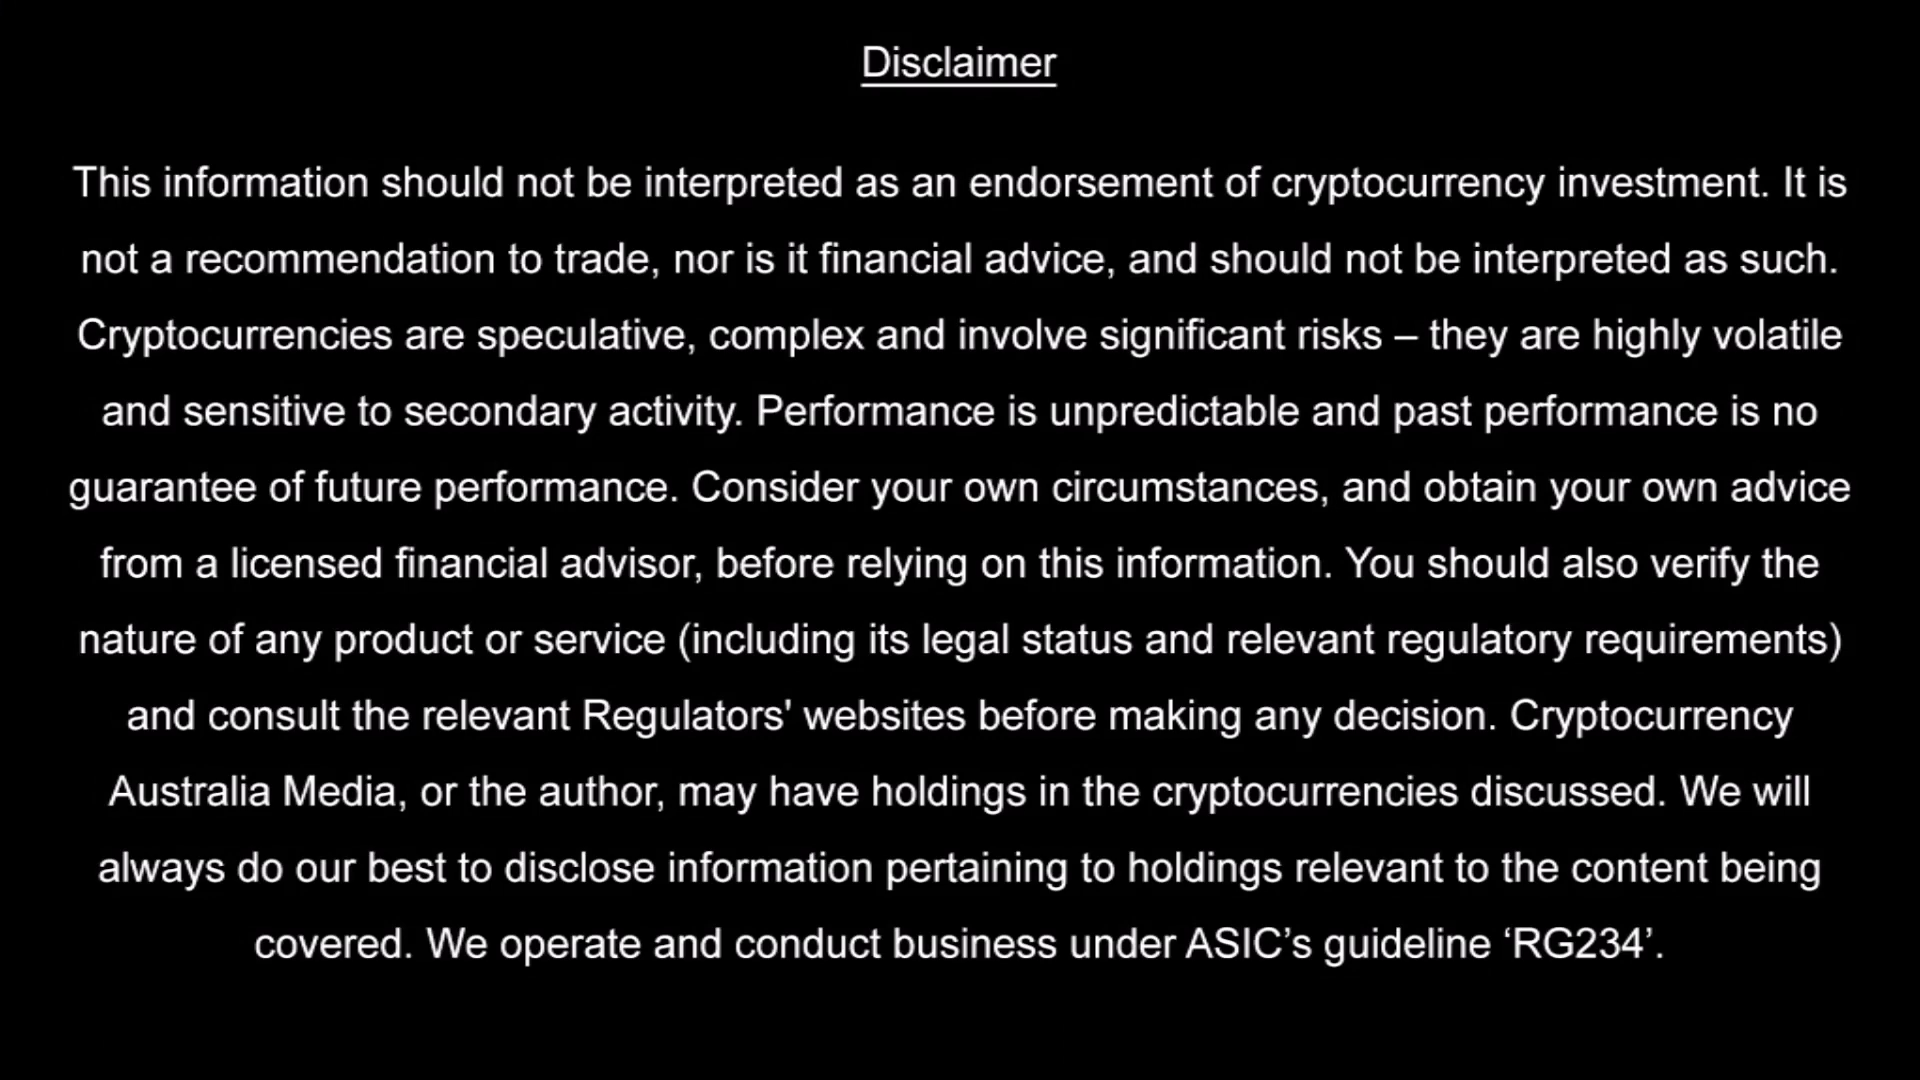 Disclaimer
This information should not be interpreted as an endorsement of cryptocurrency investment. It is
not a recommendation to trade, nor is it financial advice, and should not be interpreted as such.
Cryptocurrencies are speculative, complex and involve significant risks – they are highly volatile
and sensitive to secondary activity. Performance is unpredictable and past performance is no
guarantee of future performance. Consider your own circumstances, and obtain your own advice
from a licensed financial advisor, before relying on this information. You should also verify the
nature of any product or service (including its legal status and relevant regulatory requirements)
and consult the relevant Regulators' websites before making any decision. Cryptocurrency
Australia Media, or the author, may have holdings in the cryptocurrencies discussed. We will
always do our best to disclose information pertaining to holdings relevant to the content being
covered. We operate and conduct business under ASIC’s guideline ‘RG234’.